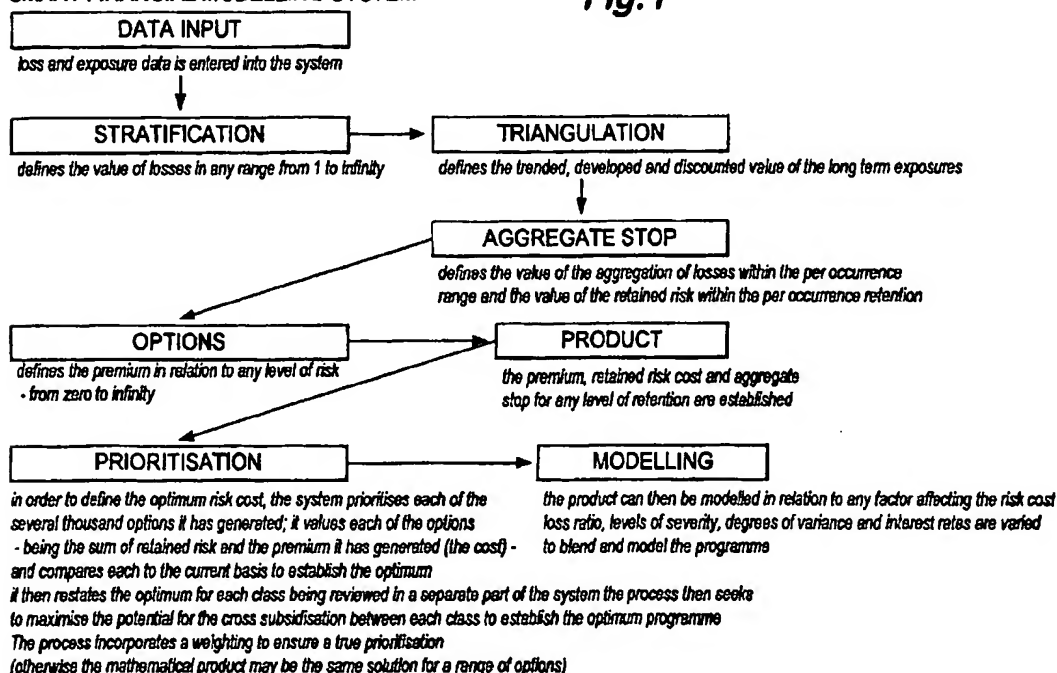 Fig. 1
DATA INPUT
loss and exposure data is entered into the system
STRATIFICATION
defines the value of losses in any range from 1 to infinity
TRIANGULATION
defines the trended, developed and discounted value of the long term exposures
AGGREGATE STOP
defines the value of the aggregation of losses within the per occurrence
range and the value of the retained risk within the per occurrence retention
OPTIONS
defines the premium in relation to any level of risk
- from zero to infinity
PRODUCT
the premium, retained risk cost and aggregate
stop for any level of retention are established
PRIORITISATION
in order to define the optimum risk cost, the system prioritises each of the
several thousand options it has generated; it values each of the options
- being the sum of retained risk and the premium it has generated (the cost) -
and compares each to the current basis to establish the optimum
it then restates the optimum for each class being reviewed in a separate part of the system the process then seeks
to maximise the potential for the cross subsidisation between each class to establish the optimum programme
The process incorporates a weighting to ensure a true prioritisation
(otherwise the mathematical product may be the same solution for a range of options)
MODELLING
the product can then be modelled in relation to any factor affecting the risk cost
loss ratio, levels of severity, degrees of variance and interest rates are varied
to blend and model the programme